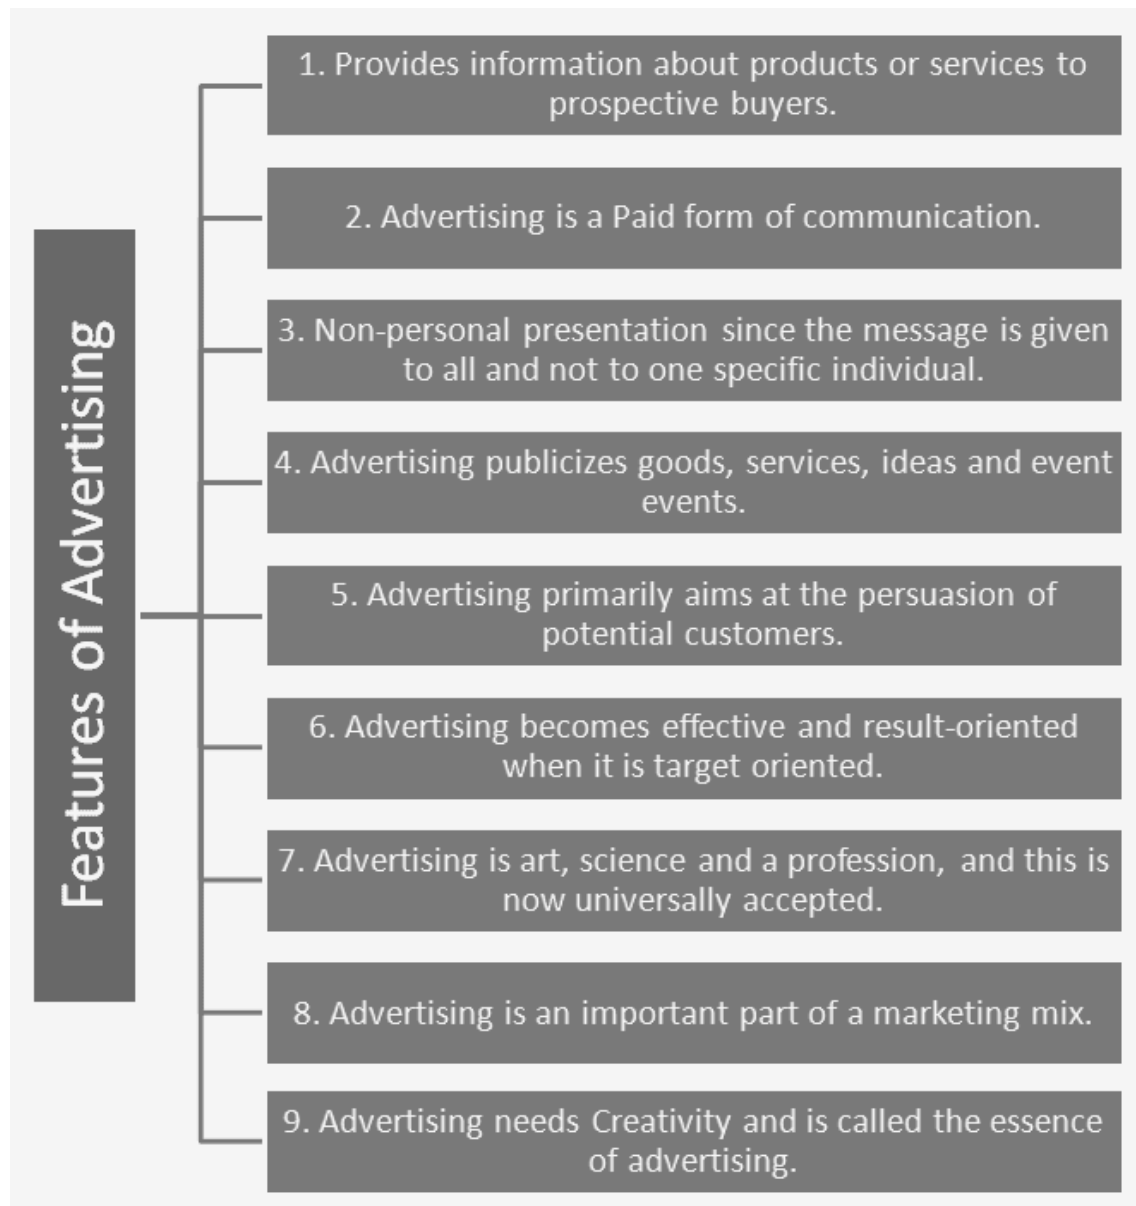 Features of Advertising
1. Provides information about products or services to
prospective buyers.
2. Advertising is a Paid form of communication.
3. Non-personal presentation since the message is given
to all and not to one specific individual.
4. Advertising publicizes goods, services, ideas and event
events.
5. Advertising primarily aims at the persuasion of
potential customers.
6. Advertising becomes effective and result-oriented
when it is target oriented.
7. Advertising is art, science and a profession, and this is
now universally accepted.
8. Advertising is an important part of a marketing mix.
9. Advertising needs Creativity and is called the essence
of advertising.